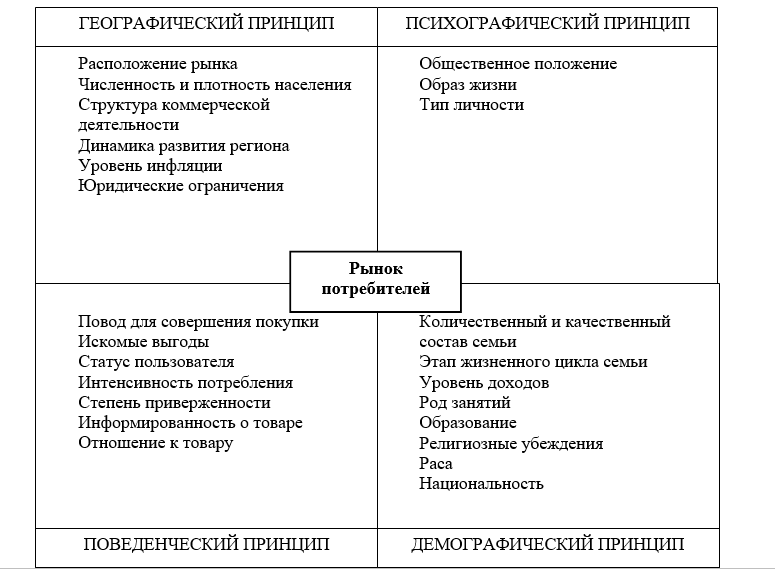 ГЕОГРАФИЧЕСКИЙ ПРИНЦИП
Расположение рынка
Численность и плотность населения
Структура коммерческой
деятельности
Динамика развития региона
Уровень инфляции
Юридические ограничения
ПСИХОГРАФИЧЕСКИЙ ПРИНЦИП
Общественное положение
Образ жизни
Тип личности
Рынок
потребителей
Повод для совершения покупки
Искомые выгоды
Статус пользователя
Интенсивность потребления
Степень приверженности
Информированность о товаре
Отношение к товару
ПОВЕДЕНЧЕСКИЙ ПРИНЦИП
Количественный и качественный
состав семьи
Этап жизненного цикла семьи
Уровень доходов
Род занятий
Образование
Религиозные убеждения
Раса
Национальность
ДЕМОГРАФИЧЕСКИЙ ПРИНЦИП